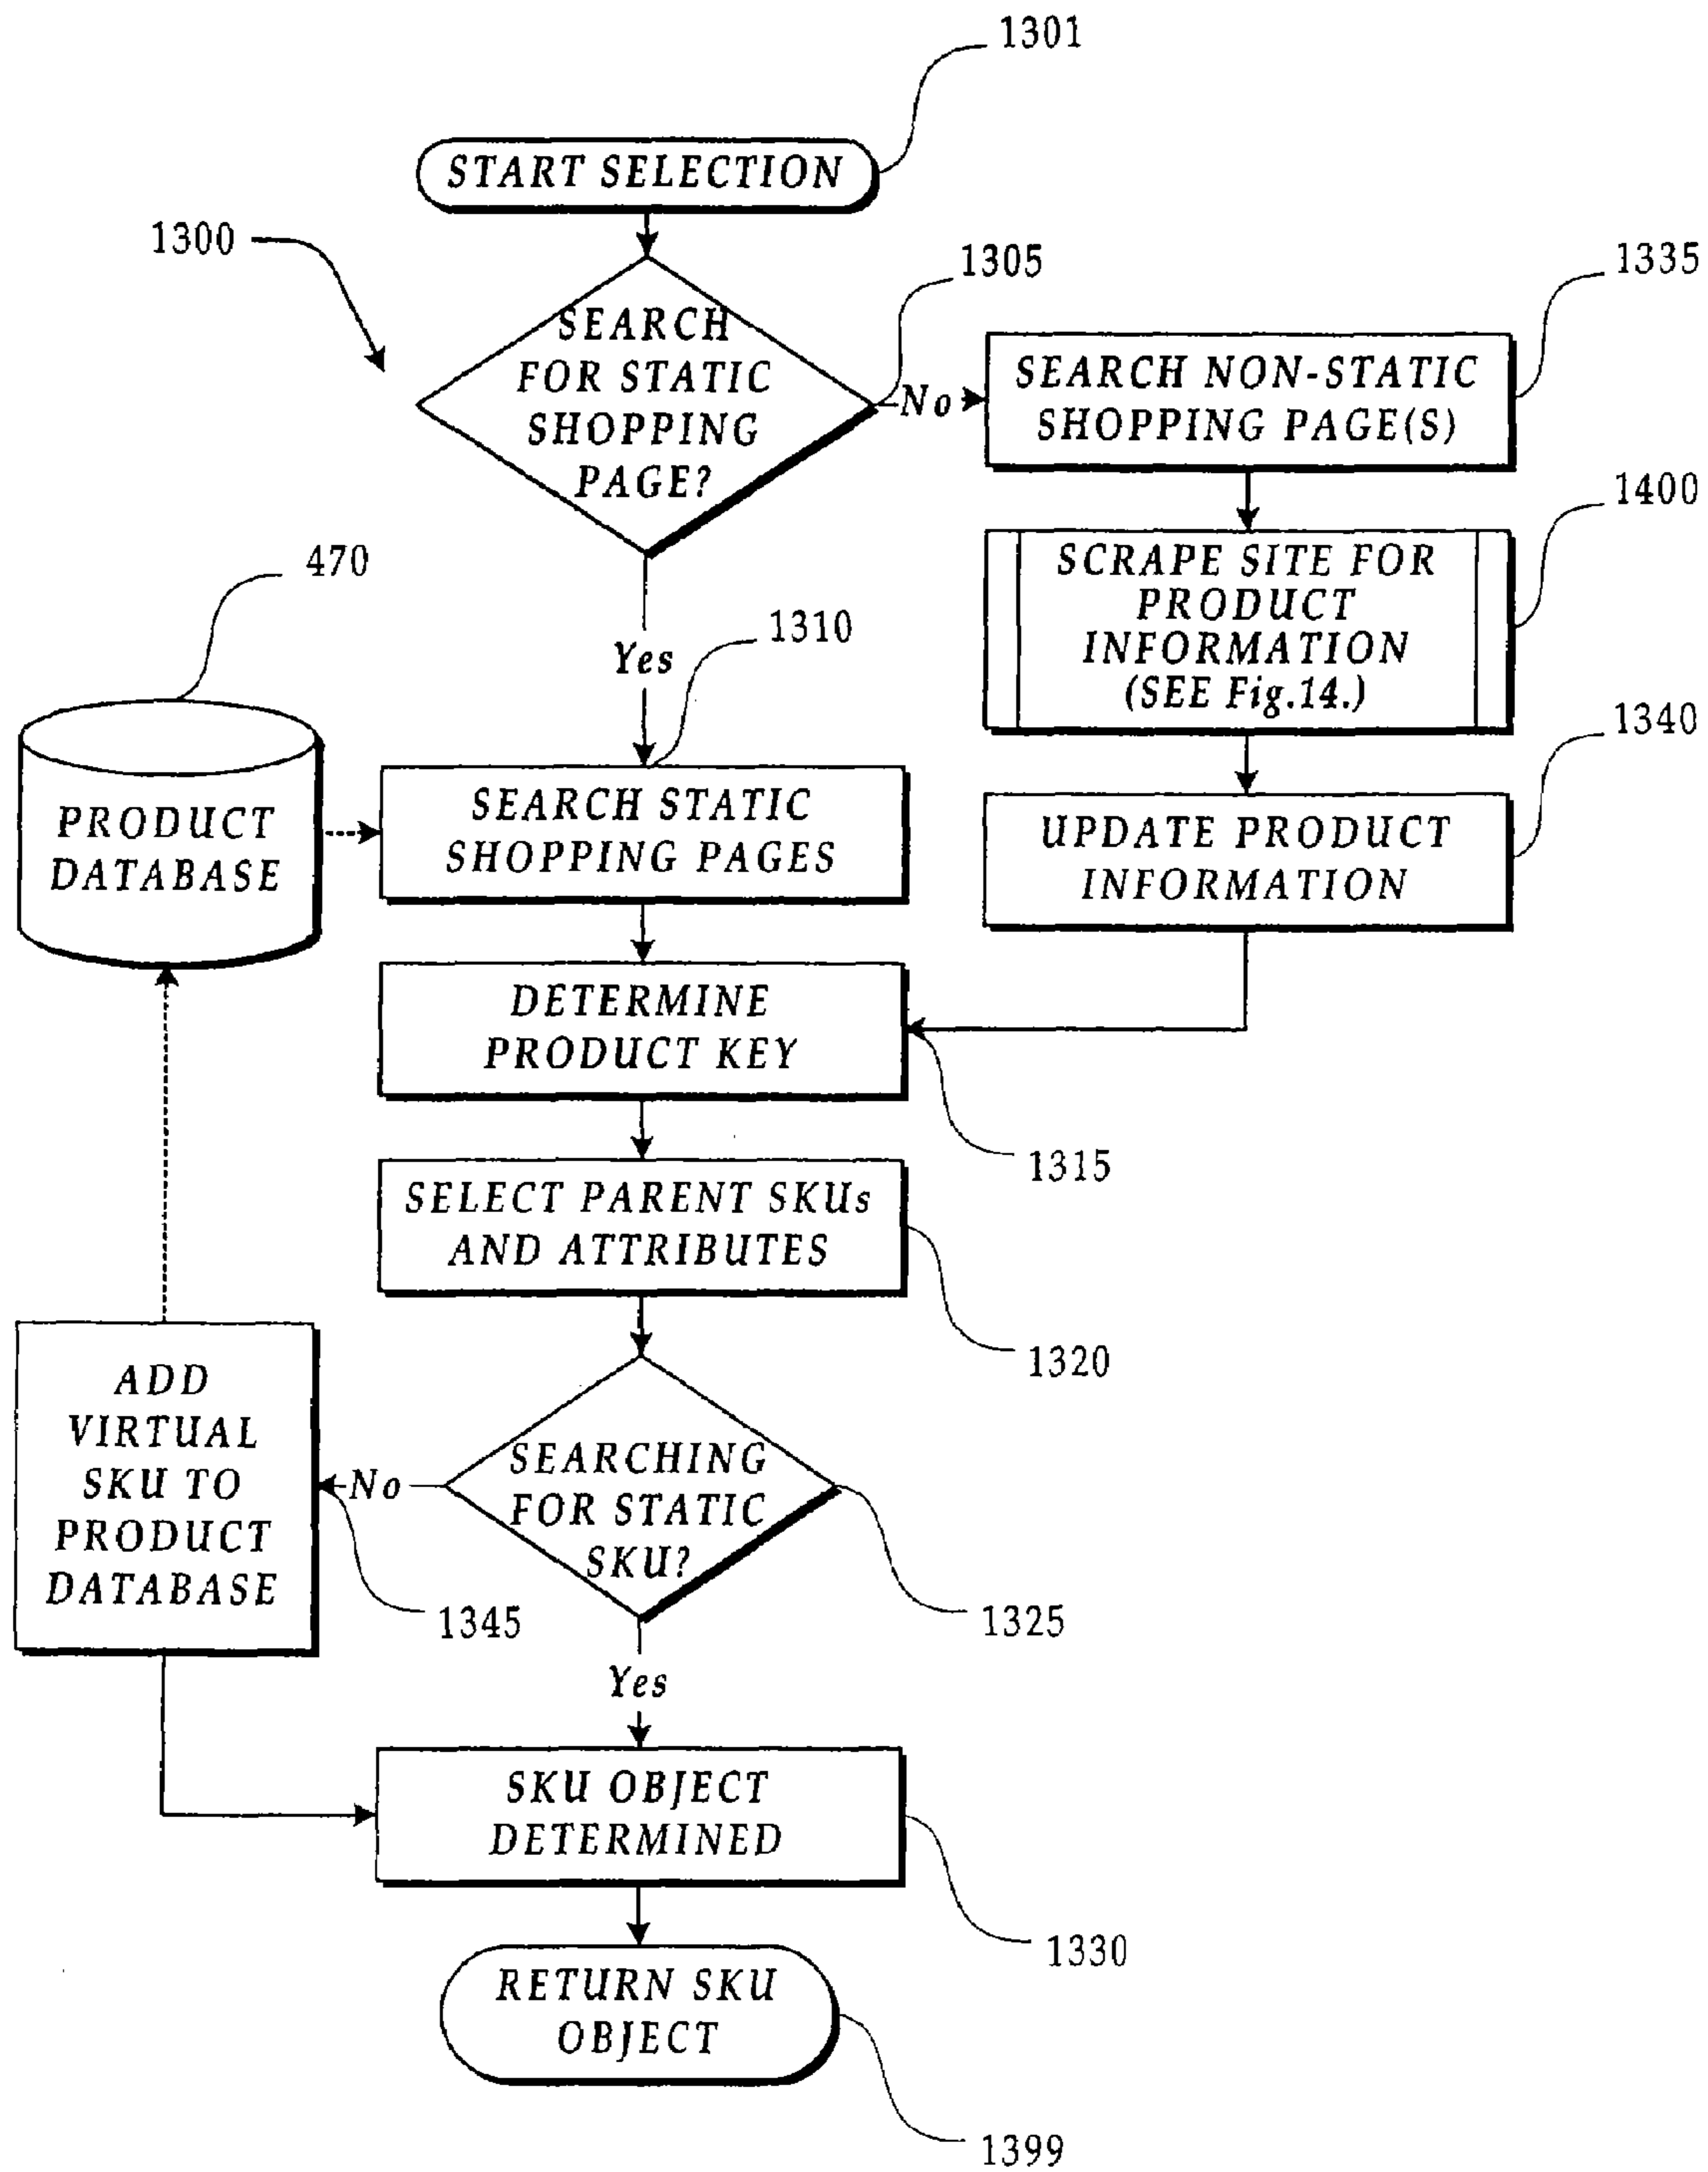 1301
START SELECTION
1300
1305
1335
SEARCH
FOR STATIC
SHOPPING
PAGE?
No
SEARCH NON-STATIC
SHOPPING PAGE(S)
1400
SCRAPE SITE FOR
PRODUCT
INFORMATION
(SEE Fig.14.)
470
Yes
1310
1340
PRODUCT
DATABASE
SEARCH STATIC
SHOPPING PAGES
UPDATE PRODUCT
INFORMATION
DETERMINE
PRODUCT KEY
1315
SELECT PARENT SKUs
AND ATTRIBUTES
1320
ADD
VIRTUAL
SKU TO
PRODUCT
DATABASE
No
SEARCHING
FOR STATIC
SKU?
1345
1325
Yes
SKU OBJECT
DETERMINED
1330
RETURN SKU
OBJECT
1399